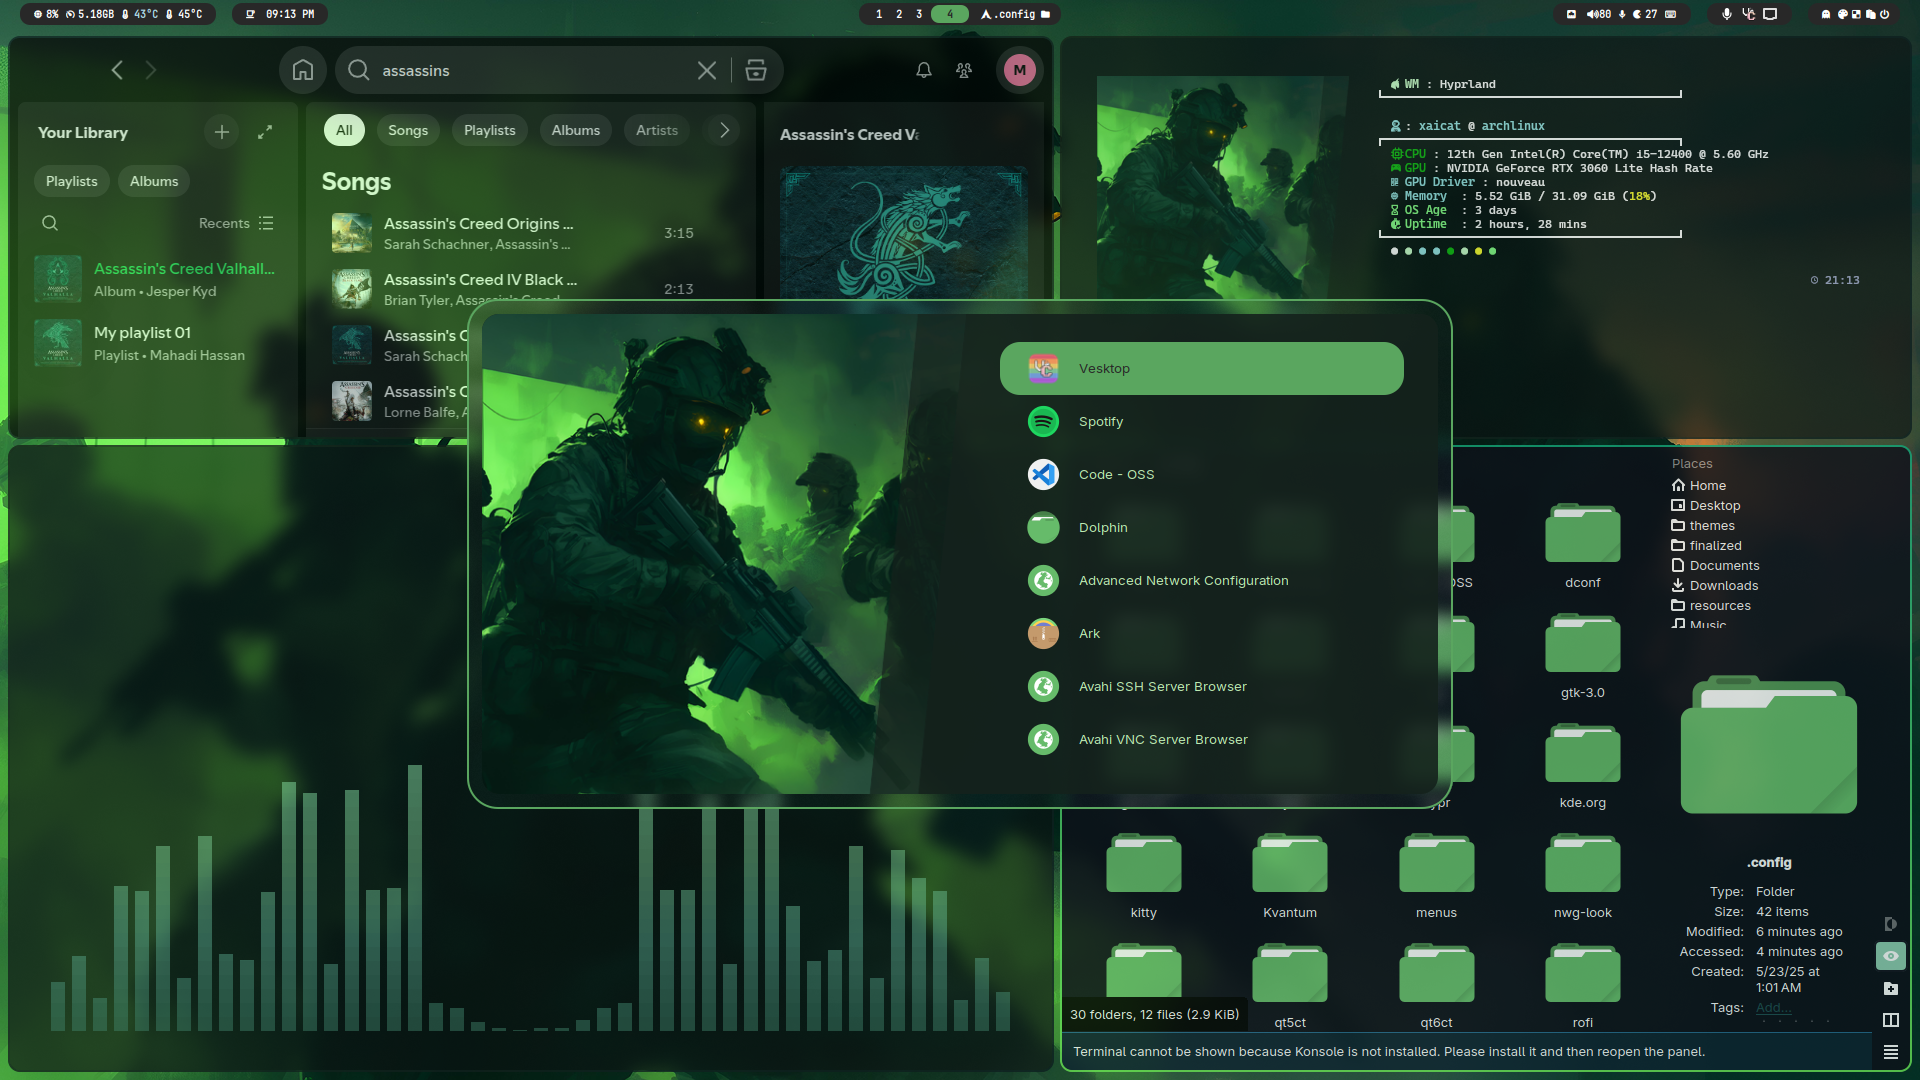 8% 5.18GB 43°C 45°C
09:13 PM
1 2 3 4 .config
80 27
assassins
M
Your Library
Playlists Albums
Recents
Assassin's Creed Valhall...
Album • Jesper Kyd
My playlist 01
Playlist • Mahadi Hassan
All Songs Playlists Albums Artists
Songs
Assassin's Creed Origins ...
Sarah Schachner, Assassin's ...
3:15
Assassin's Creed IV Black ...
Brian Tyler, Assassin's Creed
2:13
Assassin's C
Sarah Schach
Assassin's C
Lorne Balfe, A
Assassin's Creed Va
WM : Hyprland
: xaicat @ archlinux
CPU : 12th Gen Intel(R) Core(TM) i5-12400 @ 5.60 GHz
GPU : NVIDIA GeForce RTX 3060 Lite Hash Rate
GPU Driver : nouveau
Memory : 5.52 GiB / 31.09 GiB (18%)
OS Age : 3 days
Uptime : 2 hours, 28 mins
21:13
Vesktop
Spotify
Code - OSS
Dolphin
Advanced Network Configuration
Ark
Avahi SSH Server Browser
Avahi VNC Server Browser
OSS
dconf
gtk-3.0
ypr
kde.org
kitty
Kvantum
menus
nwg-look
qt5ct
qt6ct
rofi
30 folders, 12 files (2.9 KiB)
Places
Home
Desktop
themes
finalized
Documents
Downloads
resources
Music
.config
Type: Folder
Size: 42 items
Modified: 6 minutes ago
Accessed: 4 minutes ago
Created: 5/23/25 at
1:01 AM
Tags: Add...
Terminal cannot be shown because Konsole is not installed. Please install it and then reopen the panel.